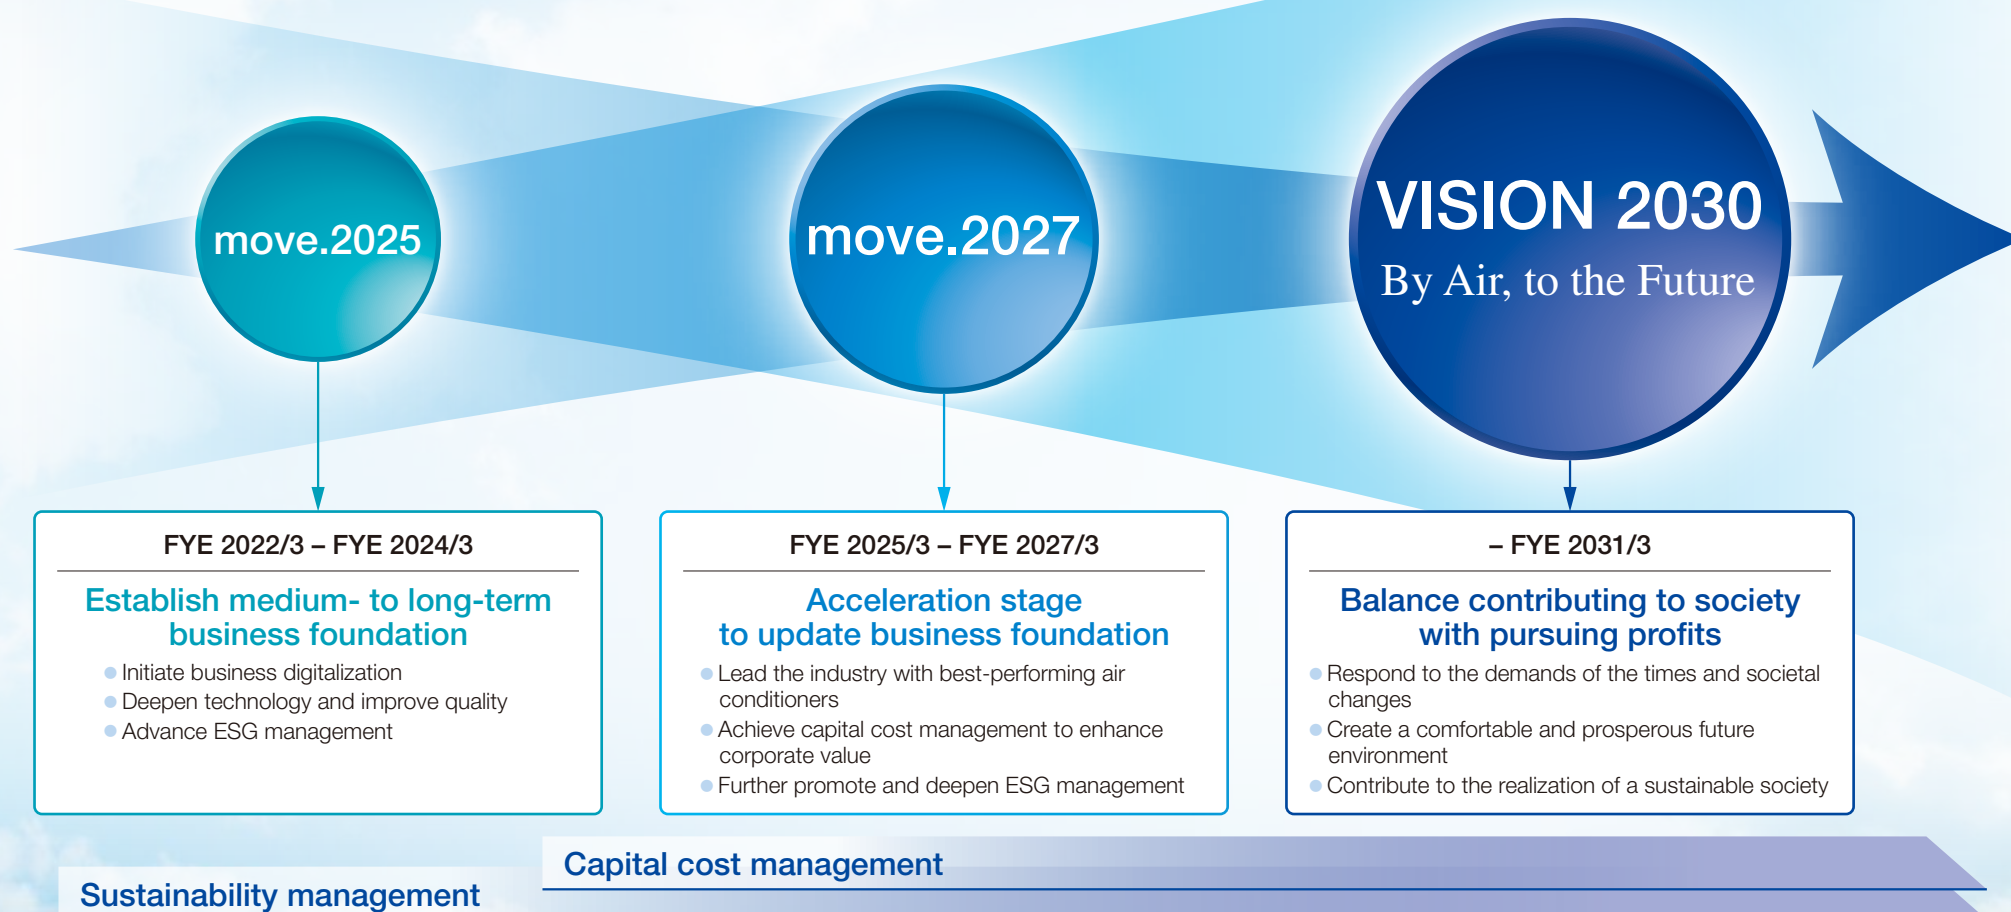 move.2025
move.2027
VISION 2030
By Air, to the Future
FYE 2022/3 – FYE 2024/3
Establish medium- to long-term
business foundation
● Initiate business digitalization
● Deepen technology and improve quality
● Advance ESG management
FYE 2025/3 – FYE 2027/3
Acceleration stage
to update business foundation
● Lead the industry with best-performing air
conditioners
● Achieve capital cost management to enhance
corporate value
● Further promote and deepen ESG management
– FYE 2031/3
Balance contributing to society
with pursuing profits
● Respond to the demands of the times and societal
changes
● Create a comfortable and prosperous future
environment
● Contribute to the realization of a sustainable society
Capital cost management
Sustainability management